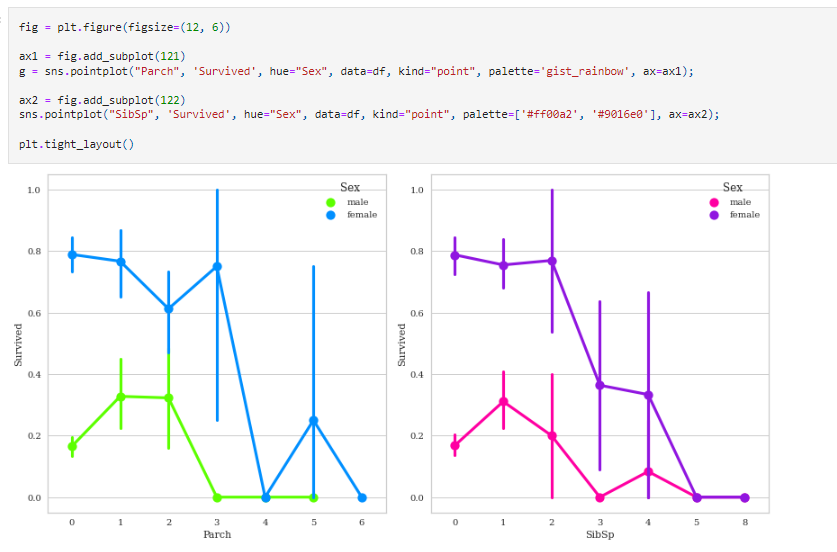 fig = plt.figure(figsize=(12, 6))
ax1 = fig.add_subplot(121)
g = sns.pointplot("Parch", 'Survived', hue="Sex", data=df, kind="point", palette='gist_rainbow', ax=ax1);
ax2 = fig.add_subplot(122)
sns.pointplot("SibSp", 'Survived', hue="Sex", data=df, kind="point", palette=['#ff00a2', '#9016e0'], ax=ax2);
plt.tight_layout()
Sex
male
female
1.0
0.8
0.6
0.4
0.2
0.0
Survived
0 1 2 3 4 5 6
Parch
Sex
male
female
1.0
0.8
0.6
0.4
0.2
0.0
Survived
0 1 2 3 4 5 8
SibSp